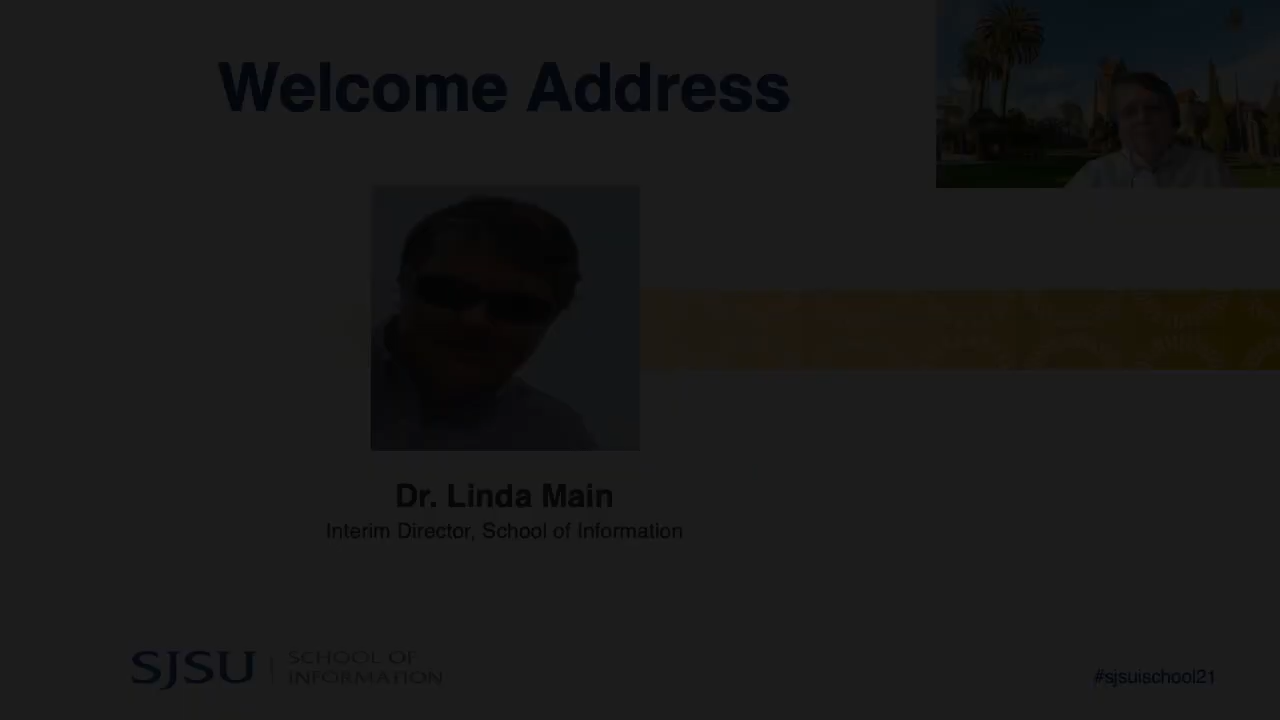 Welcome Address
Dr. Linda Main
Interim Director, School of Information
SJSU
SCHOOL OF
INFORMATION
#sjsuischool21